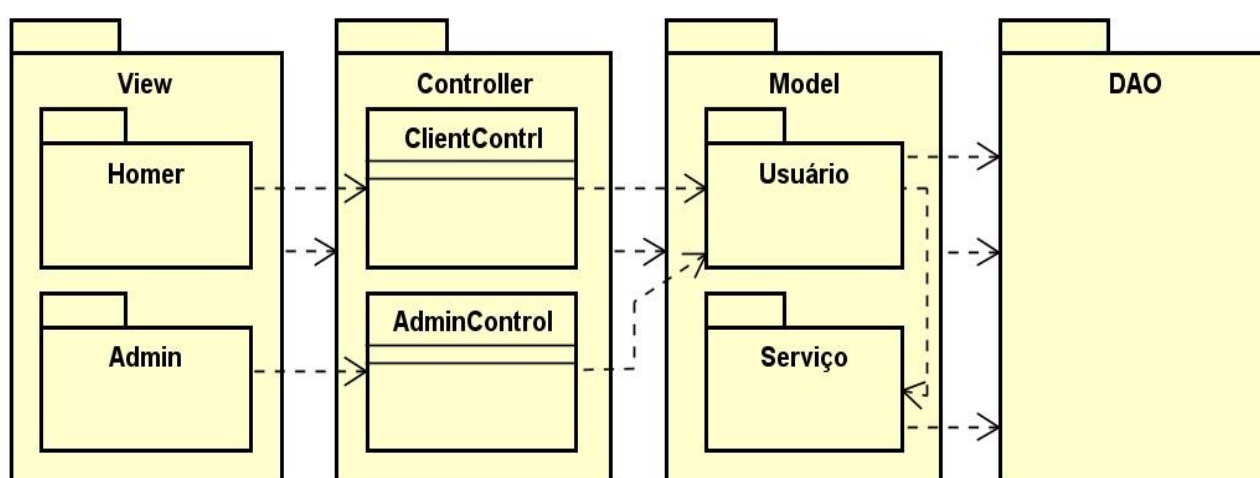 View
Controller
Model
DAO
ClientContrl
Homer
Usuário
AdminControl
Admin
Serviço